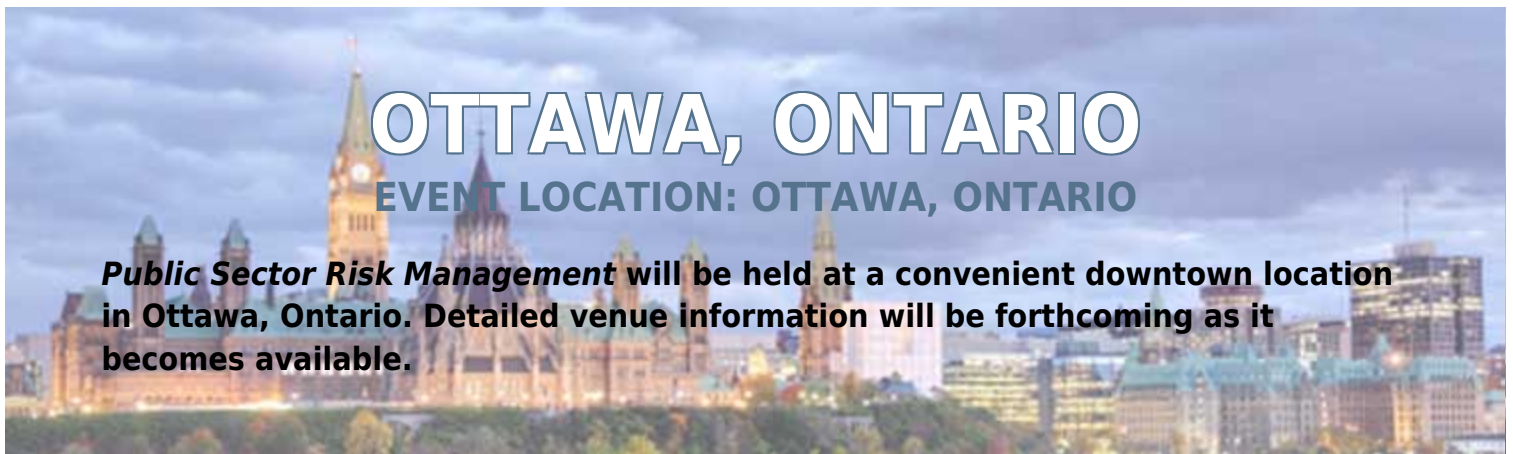 OTTAWA, ONTARIO
EVENT LOCATION: OTTAWA, ONTARIO
Public Sector Risk Management will be held at a convenient downtown location
in Ottawa, Ontario. Detailed venue information will be forthcoming as it
becomes available.